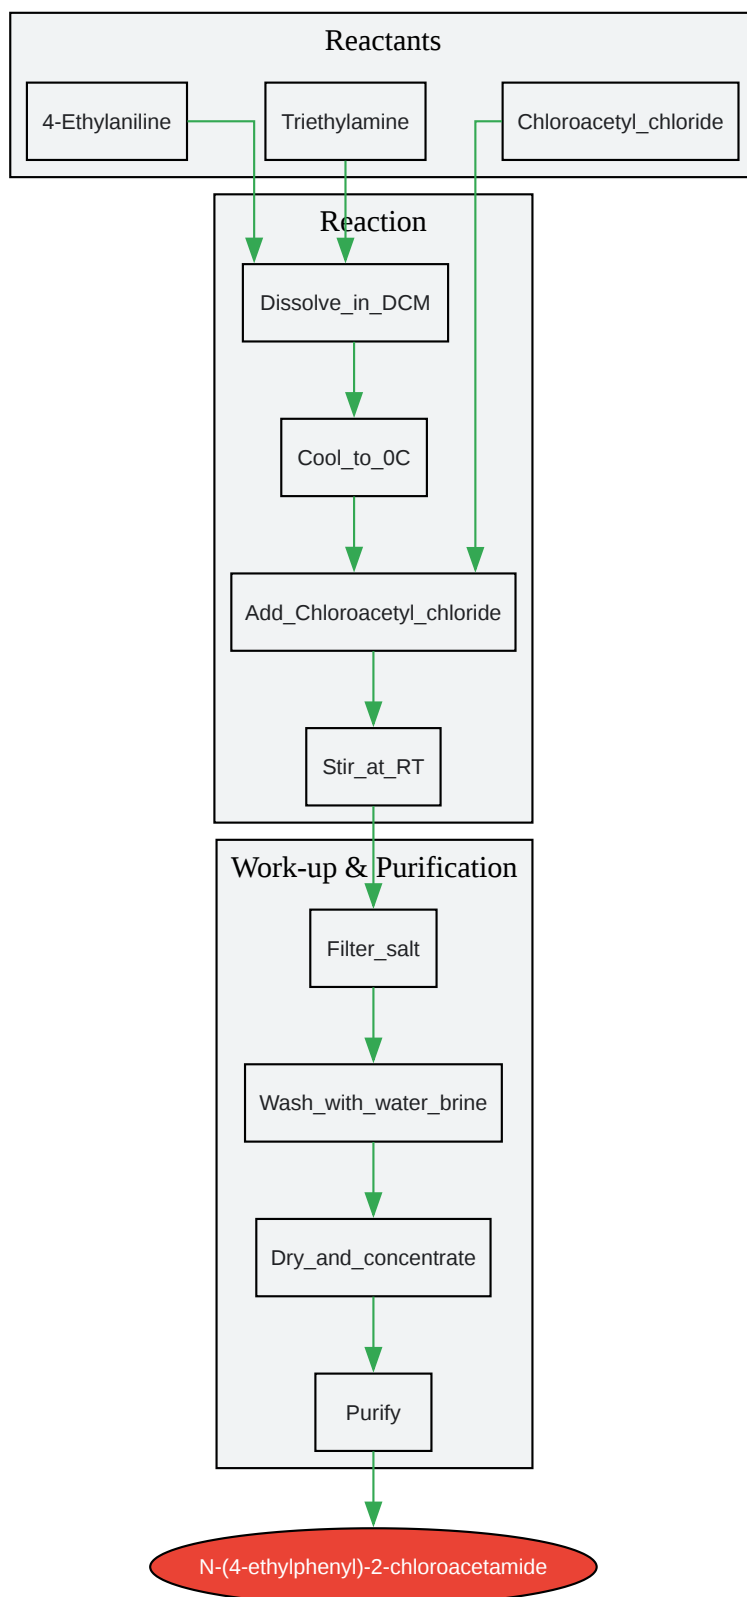 Reactants
4-Ethylaniline
Triethylamine
Chloroacetyl_chloride
Reaction
Dissolve_in_DCM
Cool_to_0C
Add_Chloroacetyl_chloride
Stir_at_RT
Work-up & Purification
Filter_salt
Wash_with_water_brine
Dry_and_concentrate
Purify
N-(4-ethylphenyl)-2-chloroacetamide